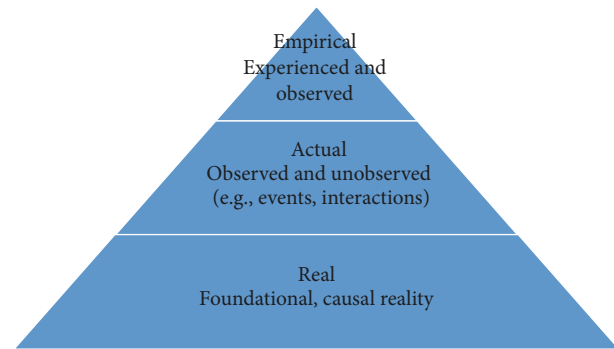 Empirical
Experienced and
observed
Actual
Observed and unobserved
(e.g., events, interactions)
Real
Foundational, causal reality